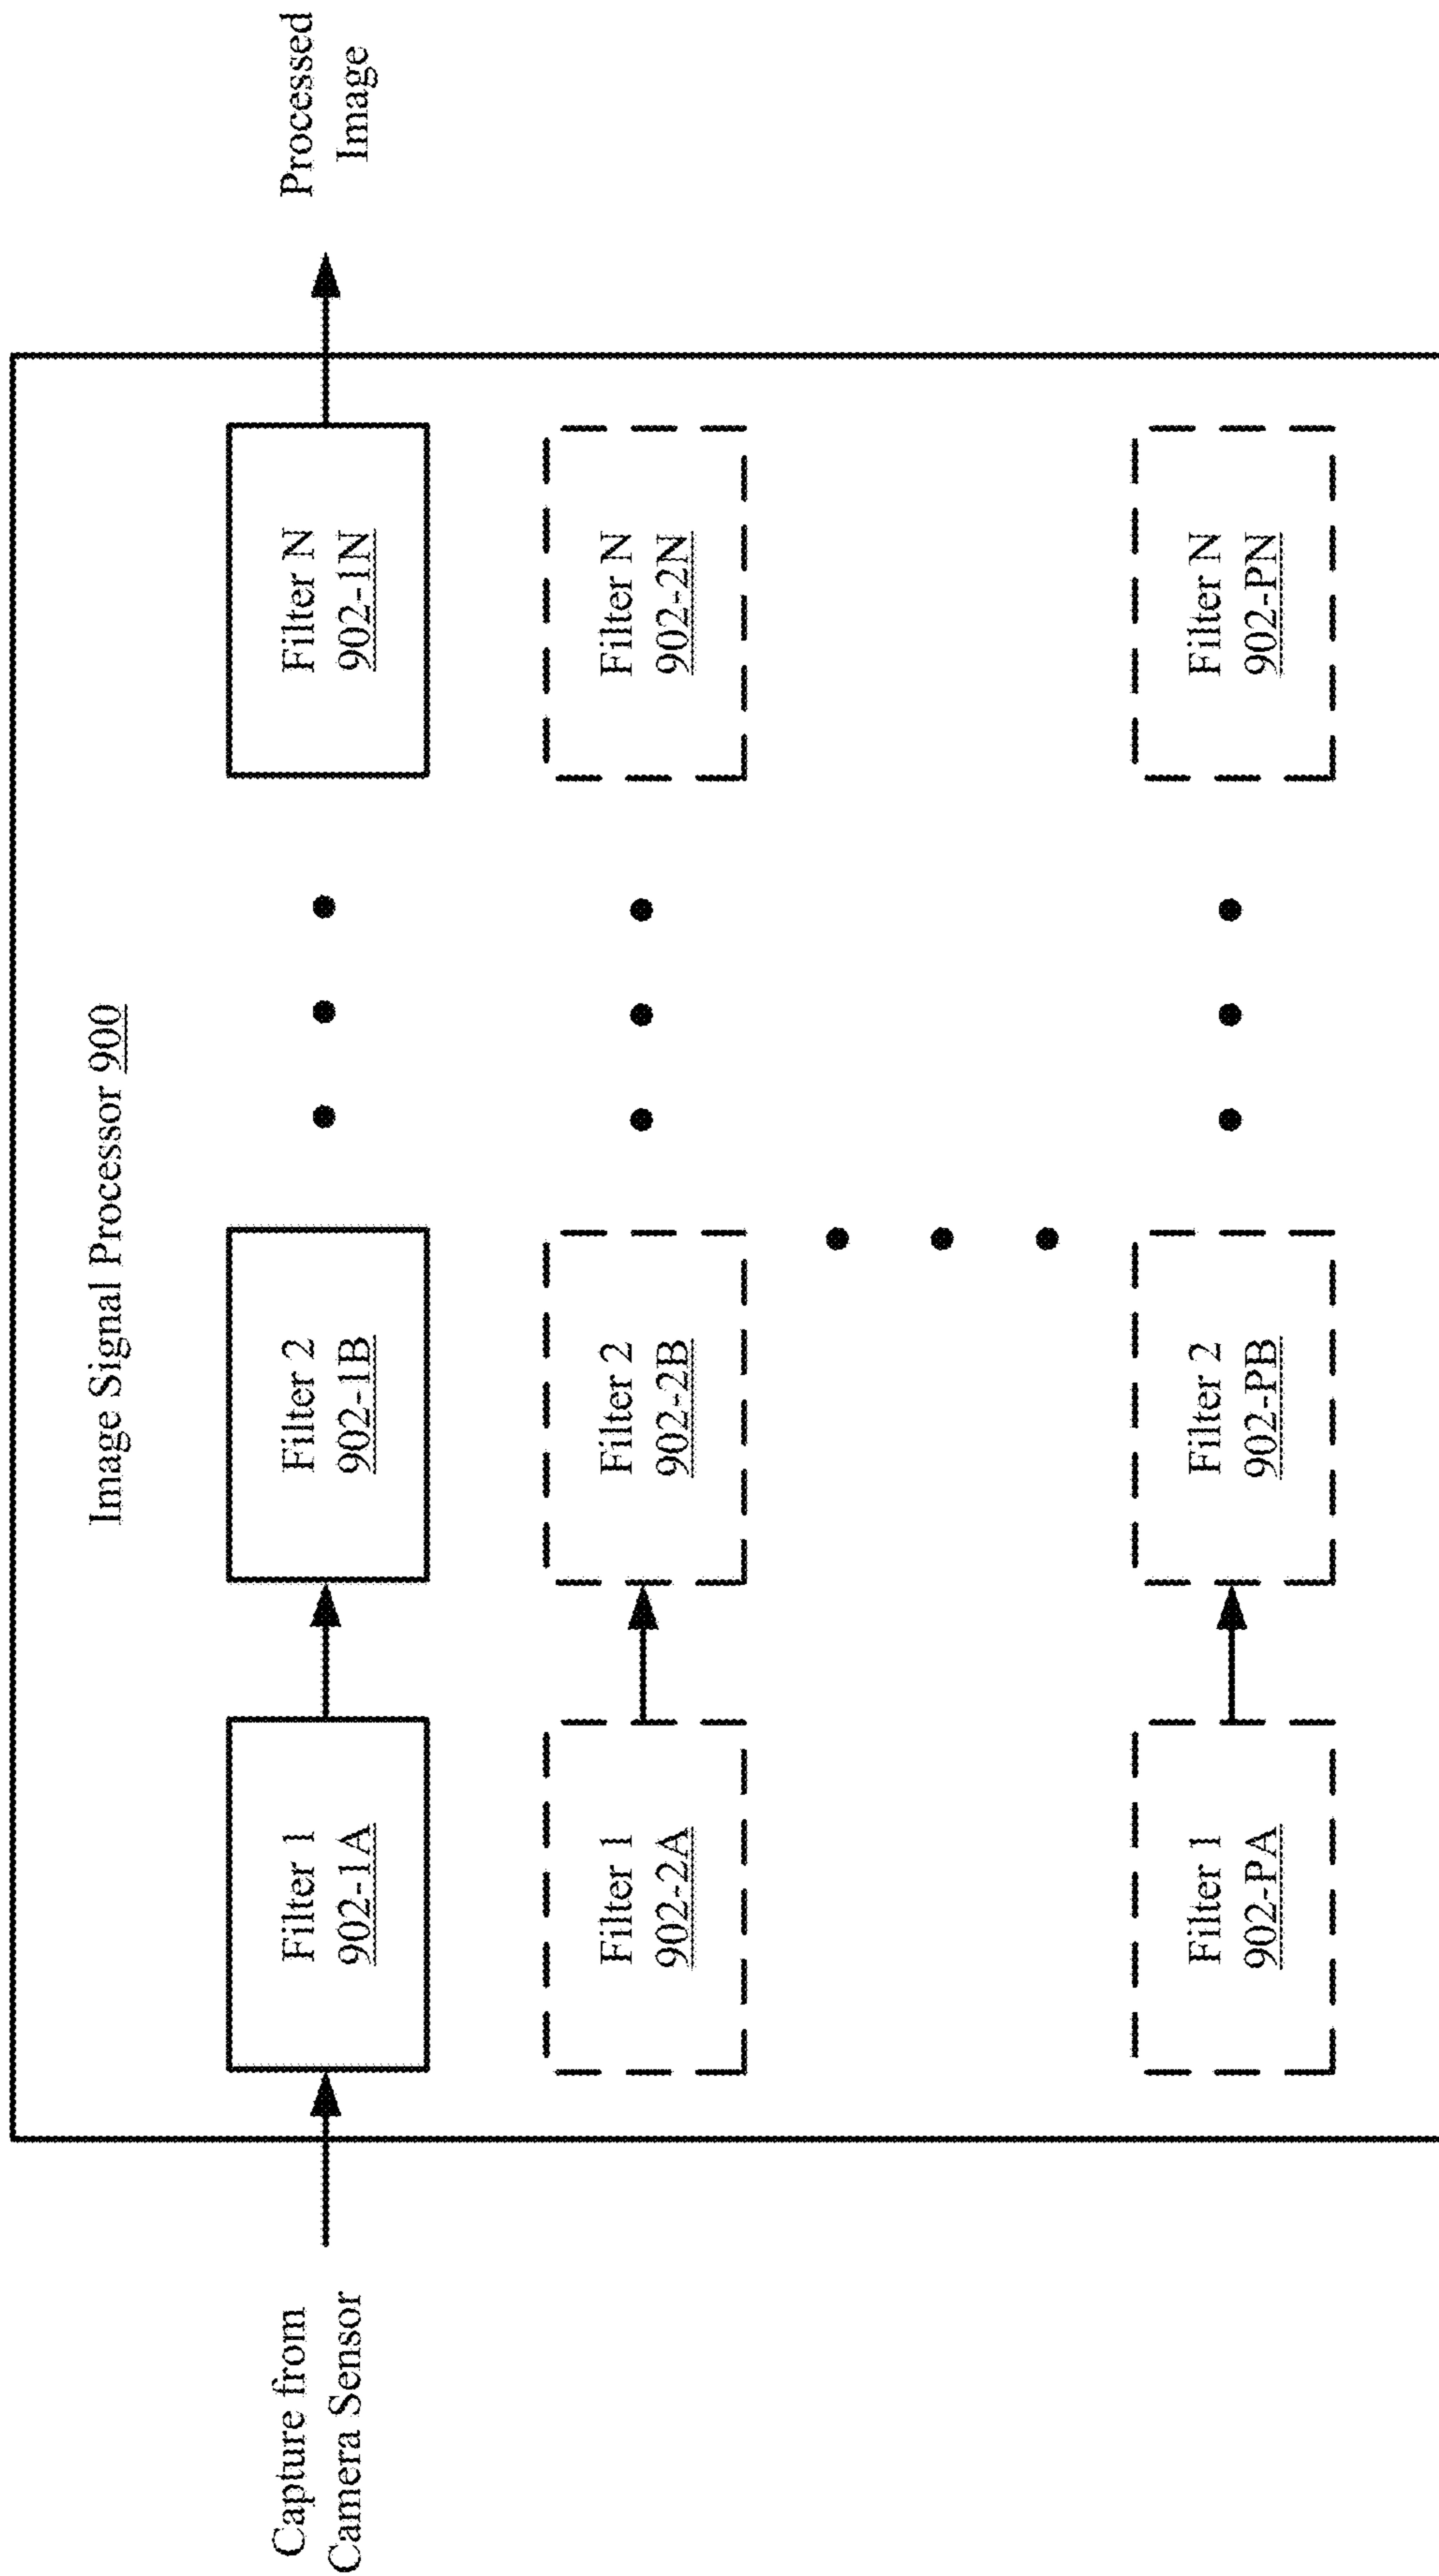 Image Signal Processor 900
Capture from
Camera Sensor
Filter 1
902-1A
Filter 2
902-1B
Filter N
902-1N
Processed
Image
Filter 1
902-2A
Filter 2
902-2B
Filter N
902-2N
Filter 1
902-PA
Filter 2
902-PB
Filter N
902-PN